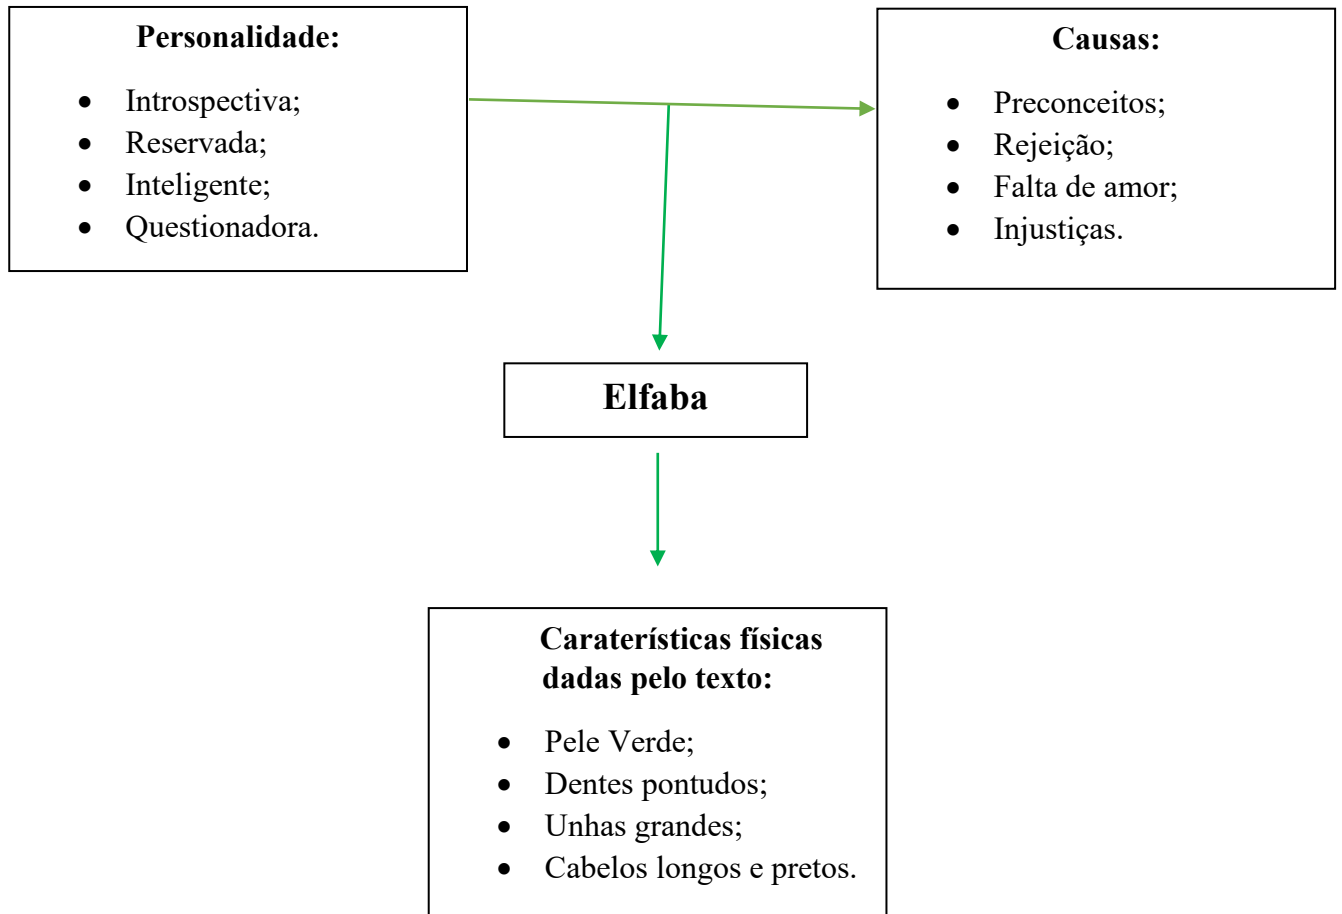 Personalidade:
• Introspectiva;
• Reservada;
• Inteligente;
• Questionadora.
Causas:
• Preconceitos;
• Rejeição;
• Falta de amor;
• Injustiças.
Elfaba
Caraterísticas físicas
dadas pelo texto:
• Pele Verde;
• Dentes pontudos;
• Unhas grandes;
• Cabelos longos e pretos.